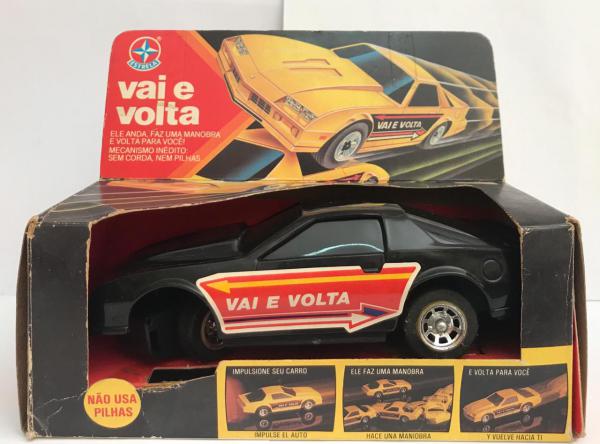 ESTRELA
vai e
volta
ELE ANDA, FAZ UMA MANOBRA
E VOLTA PARA VOCÊ!
MECANISMO INÉDITO:
SEM CORDA, NEM PILHAS
VAI E VOLTA
VAI E VOLTA
NÃO USA
PILHAS
IMPULSIONE SEU CARRO
IMPULSE EL AUTO
ELE FAZ UMA MANOBRA
HACE UNA MANIOBRA
E VOLTA PARA VOCÊ
Y VUELVE HACIA TI